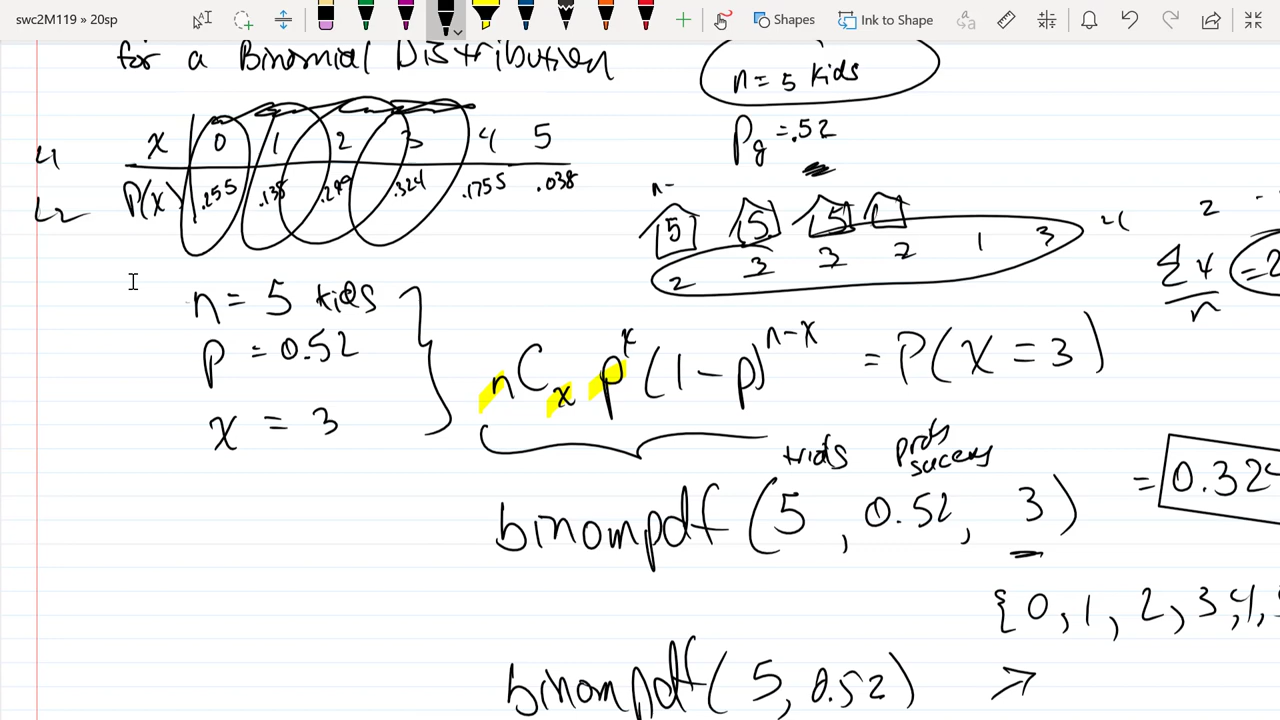 swc2M119 » 20sp
Shapes
Ink to Shape
for a Binomial Distribution
n = 5 kids
Pg = .52
x 0 1 2 3 4 5
P(x) .255 .138 .299 .324 .1755 .038
L1
L2
n-
5 5 5
2 3 3 2 1 3
n = 5 kids
p = 0.52
x = 3
nCx p^x (1-p)^n-x = P(X = 3)
trials prob success
binompdf (5, 0.52, 3) = 0.324
{0, 1, 2, 3, 4,
binompdf (5, 0.52) →